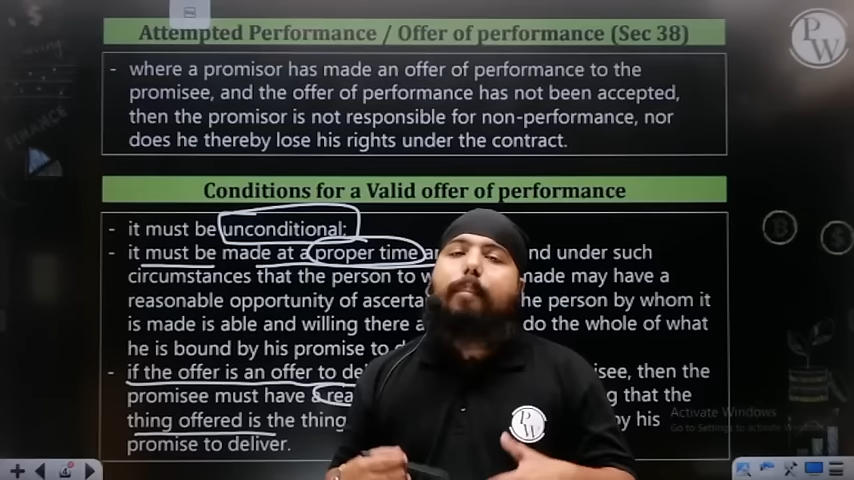 Attempted Performance / Offer of performance (Sec 38)
- where a promisor has made an offer of performance to the
promisee, and the offer of performance has not been accepted,
then the promisor is not responsible for non-performance, nor
does he thereby lose his rights under the contract.
Conditions for a Valid offer of performance
- it must be unconditional;
- it must be made at a proper time and under such
circumstances that the person to made may have a
reasonable opportunity of he person by whom it
is made is able and willing there do the whole of what
he is bound by his promise to
- if the offer is an offer to then the
promisee must have a that the
thing offered is the thing by his
promise to deliver.
P
W
P
W
FINANCE
Activate Windows
Go to Settings to activate Windows